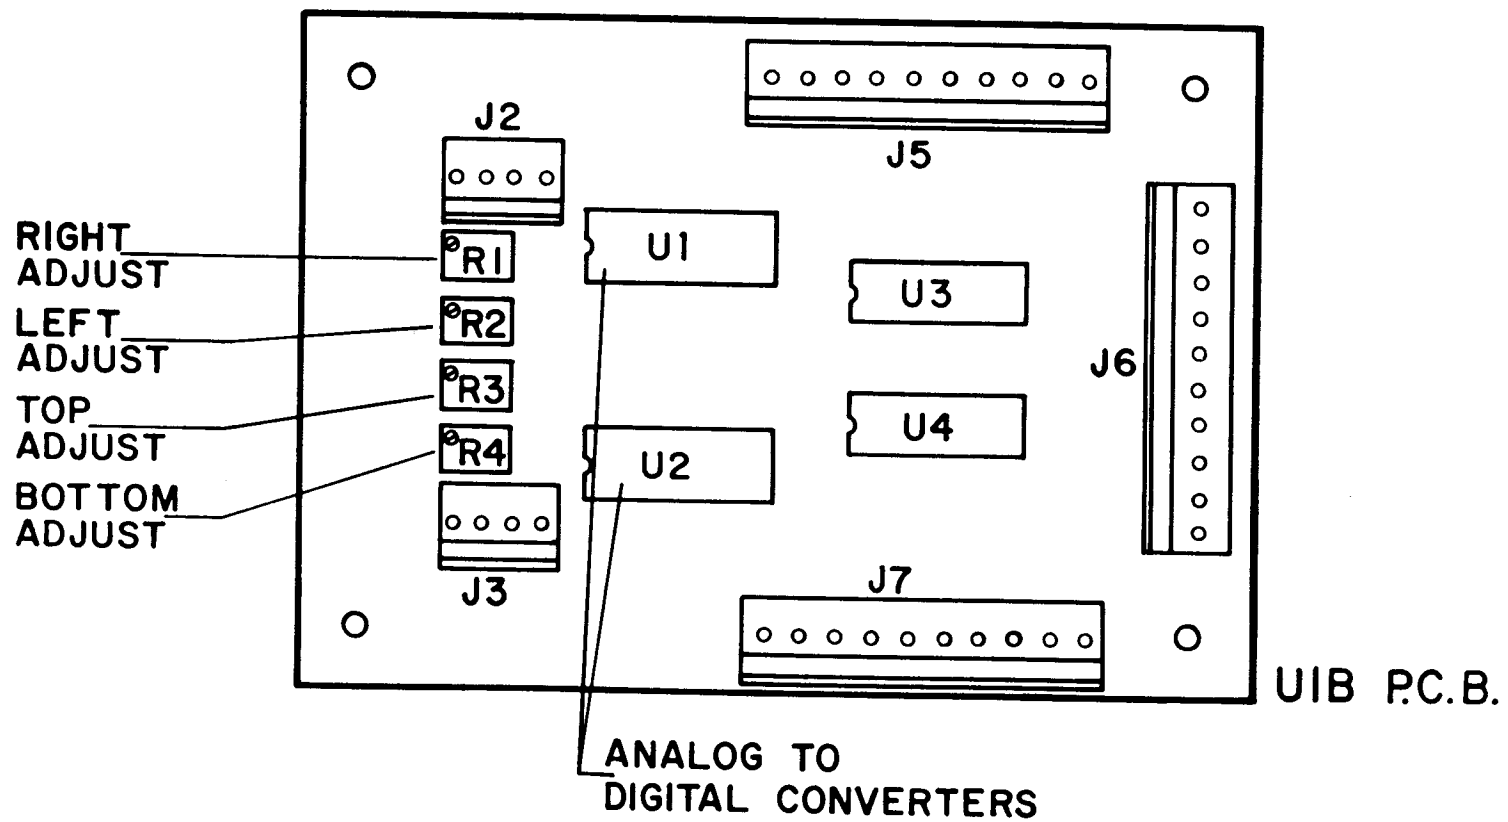 J2
J5
RIGHT
ADJUST
R1
U1
LEFT
ADJUST
R2
U3
J6
TOP
ADJUST
R3
U4
BOTTOM
ADJUST
R4
U2
J3
J7
UIB P.C.B.
ANALOG TO
DIGITAL CONVERTERS